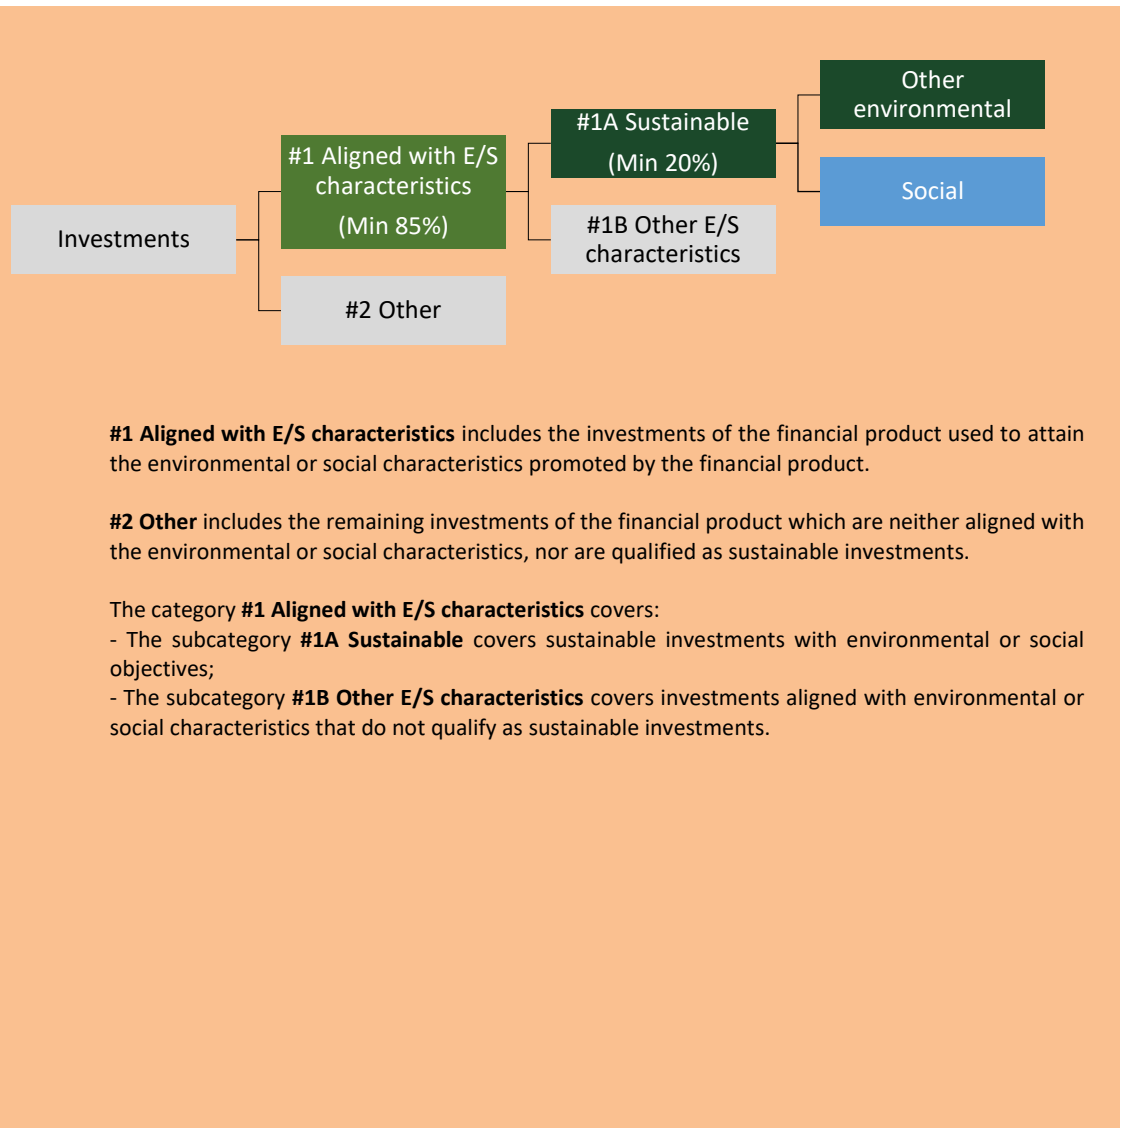 Investments
#1 Aligned with E/S
characteristics
(Min 85%)
#2 Other
#1A Sustainable
(Min 20%)
#1B Other E/S
characteristics
Other
environmental
Social
#1 Aligned with E/S characteristics includes the investments of the financial product used to attain
the environmental or social characteristics promoted by the financial product.
#2 Other includes the remaining investments of the financial product which are neither aligned with
the environmental or social characteristics, nor are qualified as sustainable investments.
The category #1 Aligned with E/S characteristics covers:
- The subcategory #1A Sustainable covers sustainable investments with environmental or social
objectives;
- The subcategory #1B Other E/S characteristics covers investments aligned with environmental or
social characteristics that do not qualify as sustainable investments.